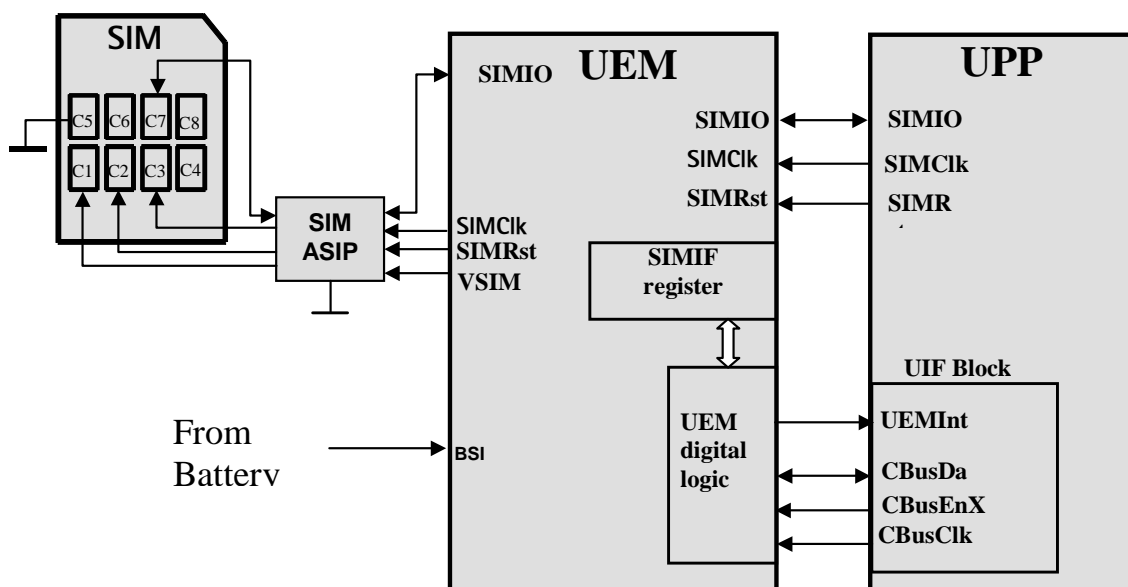 SIM
C5 C6 C7 C8
C1 C2 C3 C4
SIM
ASIP
SIMClk
SIMRst
VSIM
From
Battery
UEM
SIMIO
SIMIO
SIMClk
SIMRst
SIMIF
register
UEM
digital
logic
BSI
UPP
SIMIO
SIMClk
SIMR
UIF Block
UEMInt
CBusDa
CBusEnX
CBusClk